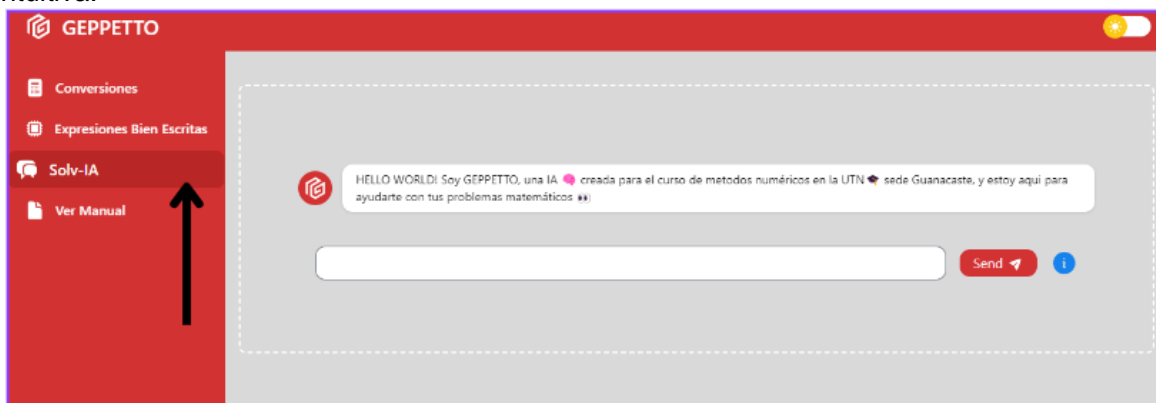 GEPPETTO
Conversiones
Expresiones Bien Escritas
Solv-IA
Ver Manual
HELLO WORLD! Soy GEPPETTO, una IA 🧠 creada para el curso de metodos numéricos en la UTN 🎓 sede Guanacaste, y estoy aqui para
ayudarte con tus problemas matemáticos 👀
Send
i